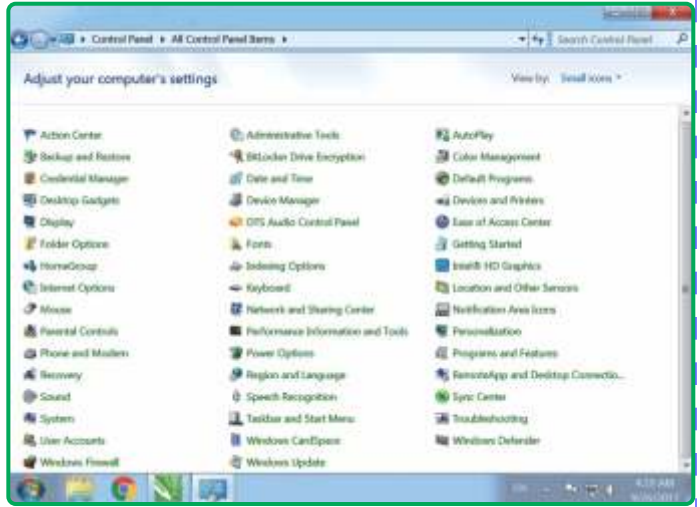 Control Panel ▸ All Control Panel Items ▸
Search Control Panel
Adjust your computer's settings
View by: Small icons
Action Center
Administrative Tools
AutoPlay
Backup and Restore
BitLocker Drive Encryption
Color Management
Credential Manager
Date and Time
Default Programs
Desktop Gadgets
Device Manager
Devices and Printers
Display
DTS Audio Control Panel
Ease of Access Center
Folder Options
Fonts
Getting Started
HomeGroup
Indexing Options
Intel® HD Graphics
Internet Options
Keyboard
Location and Other Sensors
Mouse
Network and Sharing Center
Notification Area Icons
Parental Controls
Performance Information and Tools
Personalization
Phone and Modem
Power Options
Programs and Features
Recovery
Region and Language
RemoteApp and Desktop Connectio...
Sound
Speech Recognition
Sync Center
System
Taskbar and Start Menu
Troubleshooting
User Accounts
Windows CardSpace
Windows Defender
Windows Firewall
Windows Update
EN